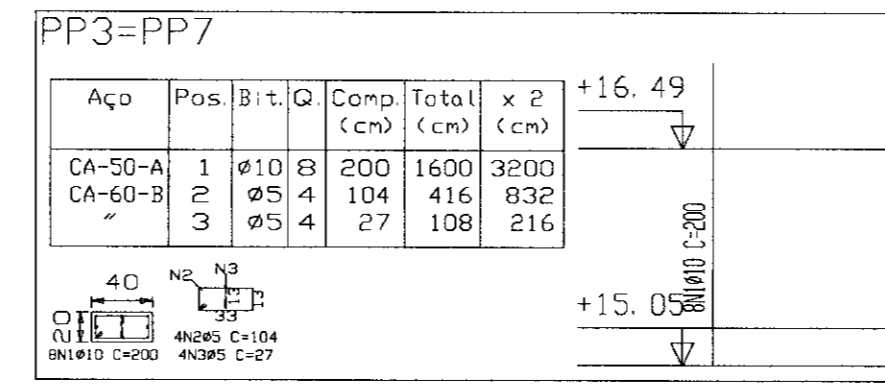 PP3=PP7
Aço Pos. Bit. Q. Comp. (cm) Total (cm) x 2 (cm)
CA-50-A 1 ø10 8 200 1600 3200
CA-60-B 2 ø5 4 104 416 832
" 3 ø5 4 27 108 216
+16. 49
8N1ø10 C=200
+15. 05
40
20
8N1ø10 C=200
N2 N3
13 13
33
4N2ø5 C=104
4N3ø5 C=27